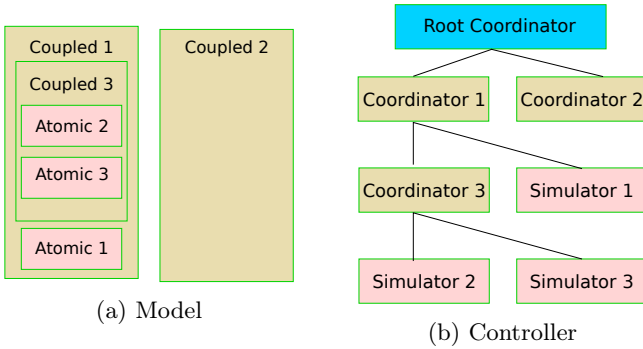 Coupled 1
Coupled 3
Atomic 2
Atomic 3
Atomic 1
Coupled 2
(a) Model
Root Coordinator
Coordinator 1
Coordinator 2
Coordinator 3
Simulator 1
Simulator 2
Simulator 3
(b) Controller